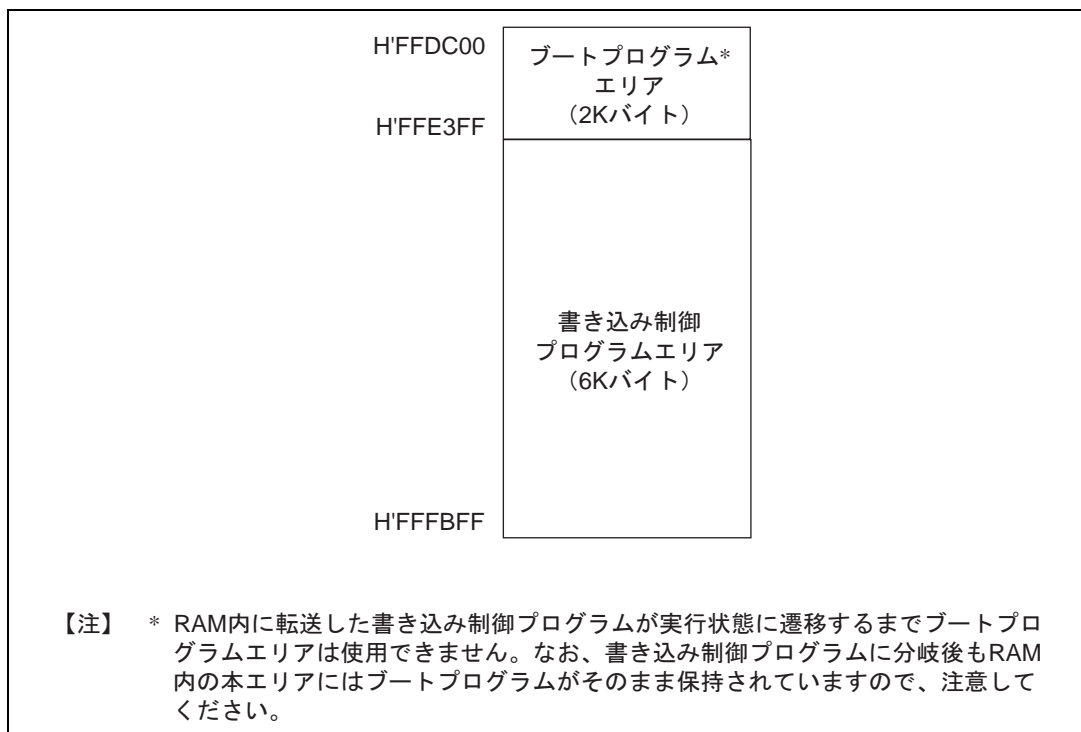 H'FFDC00
ブートプログラム*
エリア
（2Kバイト）
H'FFE3FF
書き込み制御
プログラムエリア
（6Kバイト）
H'FFFBFF
【注】 * RAM内に転送した書き込み制御プログラムが実行状態に遷移するまでブートプロ
グラムエリアは使用できません。なお、書き込み制御プログラムに分岐後もRAM
内の本エリアにはブートプログラムがそのまま保持されていますので、注意して
ください。